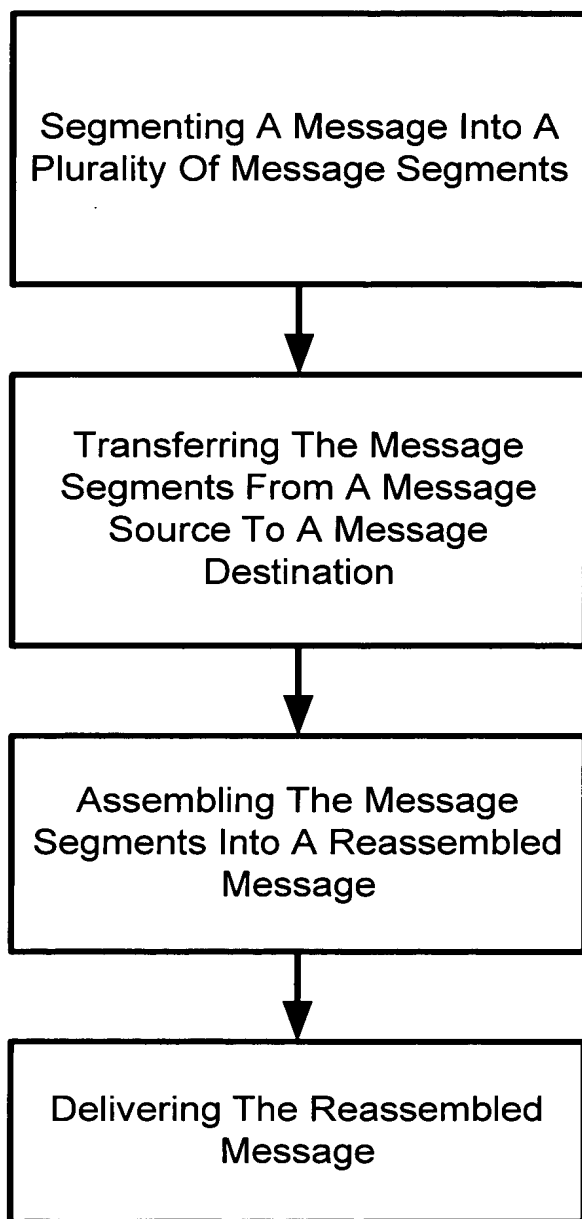 Segmenting A Message Into A
Plurality Of Message Segments
Transferring The Message
Segments From A Message
Source To A Message
Destination
Assembling The Message
Segments Into A Reassembled
Message
Delivering The Reassembled
Message